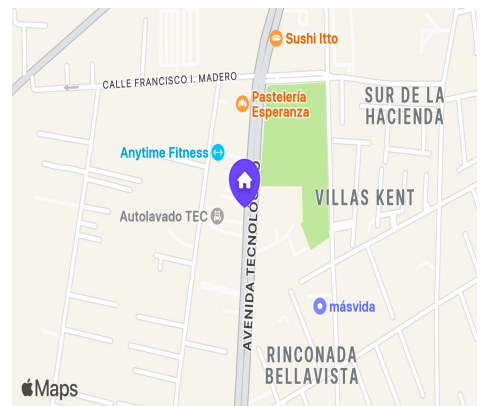 Sushi Itto
CALLE FRANCISCO I. MADERO
Pastelería
Esperanza
SUR DE LA
HACIENDA
Anytime Fitness
VILLAS KENT
Autolavado TEC
AVENIDA
másvida
RINCONADA
BELLAVISTA
Maps